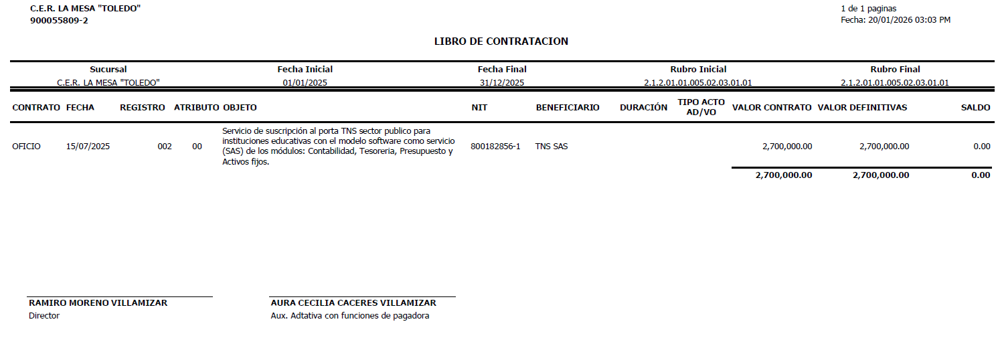 C.E.R. LA MESA "TOLEDO"
900055809-2
1 de 1 paginas
Fecha: 20/01/2026 03:03 PM
LIBRO DE CONTRATACION
Sucursal Fecha Inicial Fecha Final Rubro Inicial Rubro Final
C.E.R. LA MESA "TOLEDO" 01/01/2025 31/12/2025 2.1.2.01.01.005.02.03.01.01 2.1.2.01.01.005.02.03.01.01
CONTRATO FECHA REGISTRO ATRIBUTO OBJETO NIT BENEFICIARIO DURACIÓN TIPO ACTO AD/VO VALOR CONTRATO VALOR DEFINITIVAS SALDO
Servicio de suscripción al porta TNS sector publico para
instituciones educativas con el modelo software como servicio
OFICIO 15/07/2025 002 00 800182856-1 TNS SAS 2,700,000.00 2,700,000.00 0.00
(SAS) de los módulos: Contabilidad, Tesoreria, Presupuesto y
Activos fijos.
2,700,000.00 2,700,000.00 0.00
RAMIRO MORENO VILLAMIZAR
Director
AURA CECILIA CACERES VILLAMIZAR
Aux. Adtativa con funciones de pagadora